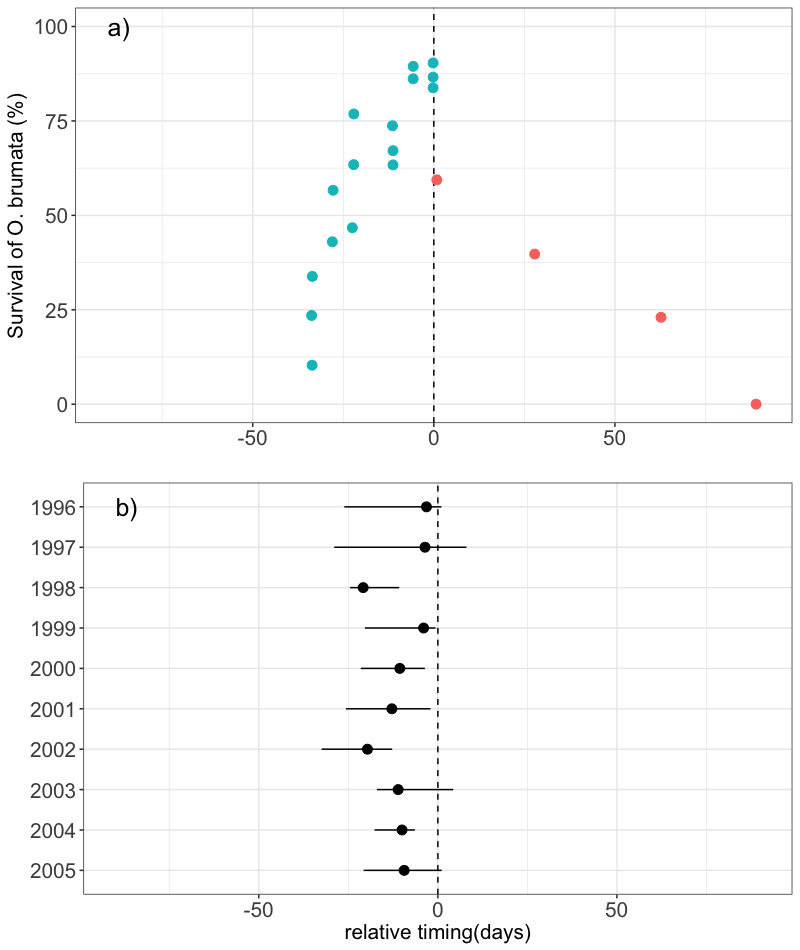 a)
100
75
50
25
0
Survival of O. brumata (%)
-50 0 50
b)
1996
1997
1998
1999
2000
2001
2002
2003
2004
2005
-50 0 50
relative timing(days)